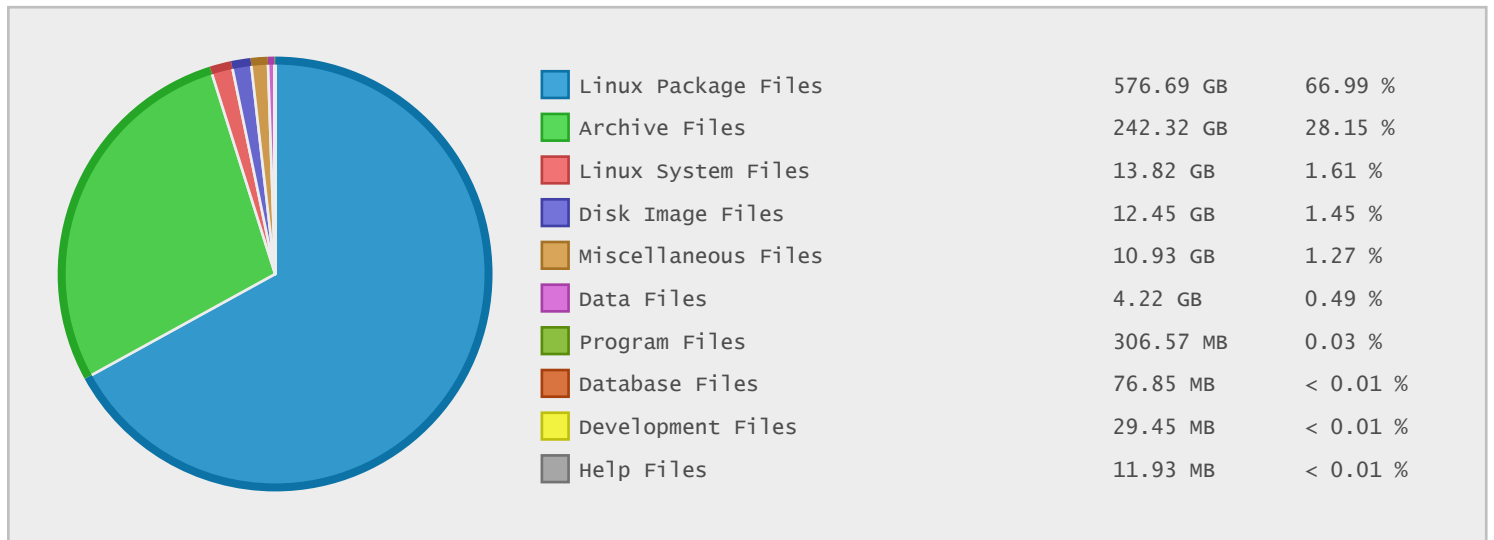 Linux Package Files 576.69 GB 66.99 %
Archive Files 242.32 GB 28.15 %
Linux System Files 13.82 GB 1.61 %
Disk Image Files 12.45 GB 1.45 %
Miscellaneous Files 10.93 GB 1.27 %
Data Files 4.22 GB 0.49 %
Program Files 306.57 MB 0.03 %
Database Files 76.85 MB < 0.01 %
Development Files 29.45 MB < 0.01 %
Help Files 11.93 MB < 0.01 %